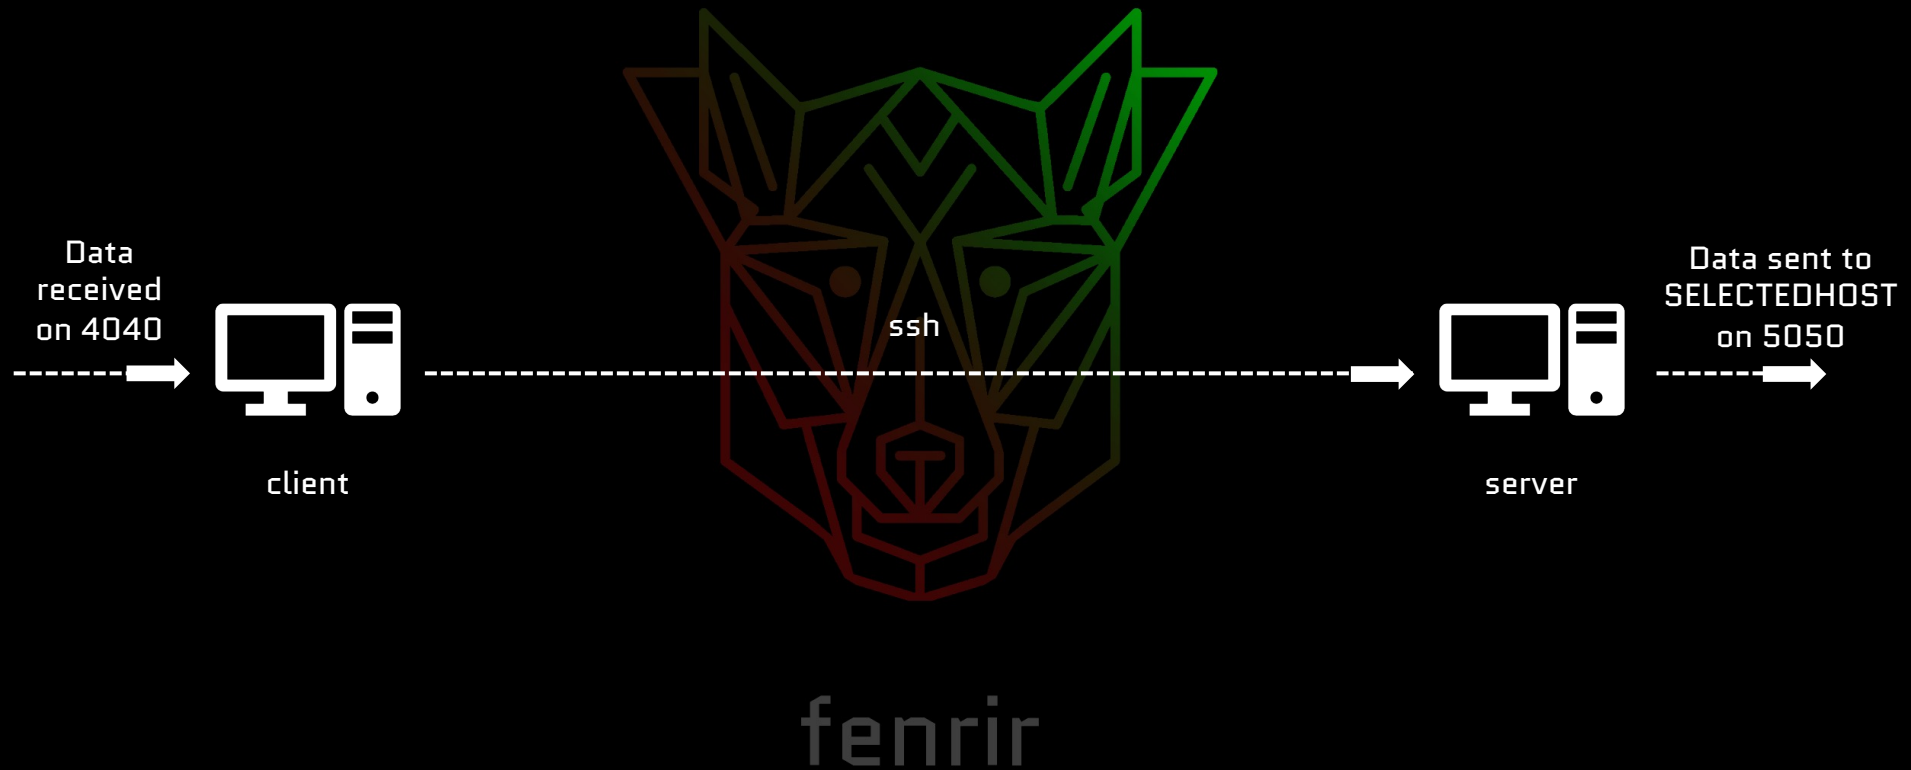 Data
received
on 4040
client
ssh
Data sent to
SELECTEDHOST
on 5050
server
fenrir